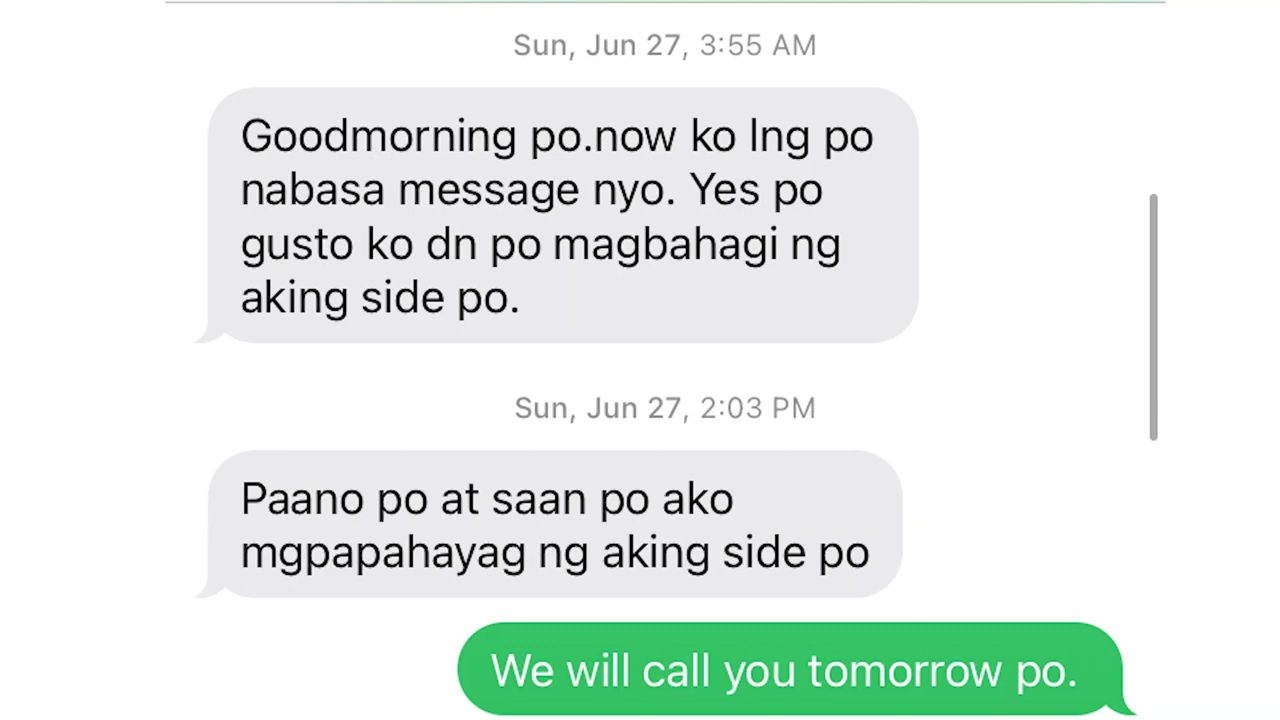 Sun, Jun 27, 3:55 AM
Goodmorning po.now ko lng po
nabasa message nyo. Yes po
gusto ko dn po magbahagi ng
aking side po.
Sun, Jun 27, 2:03 PM
Paano po at saan po ako
mgpapahayag ng aking side po
We will call you tomorrow po.